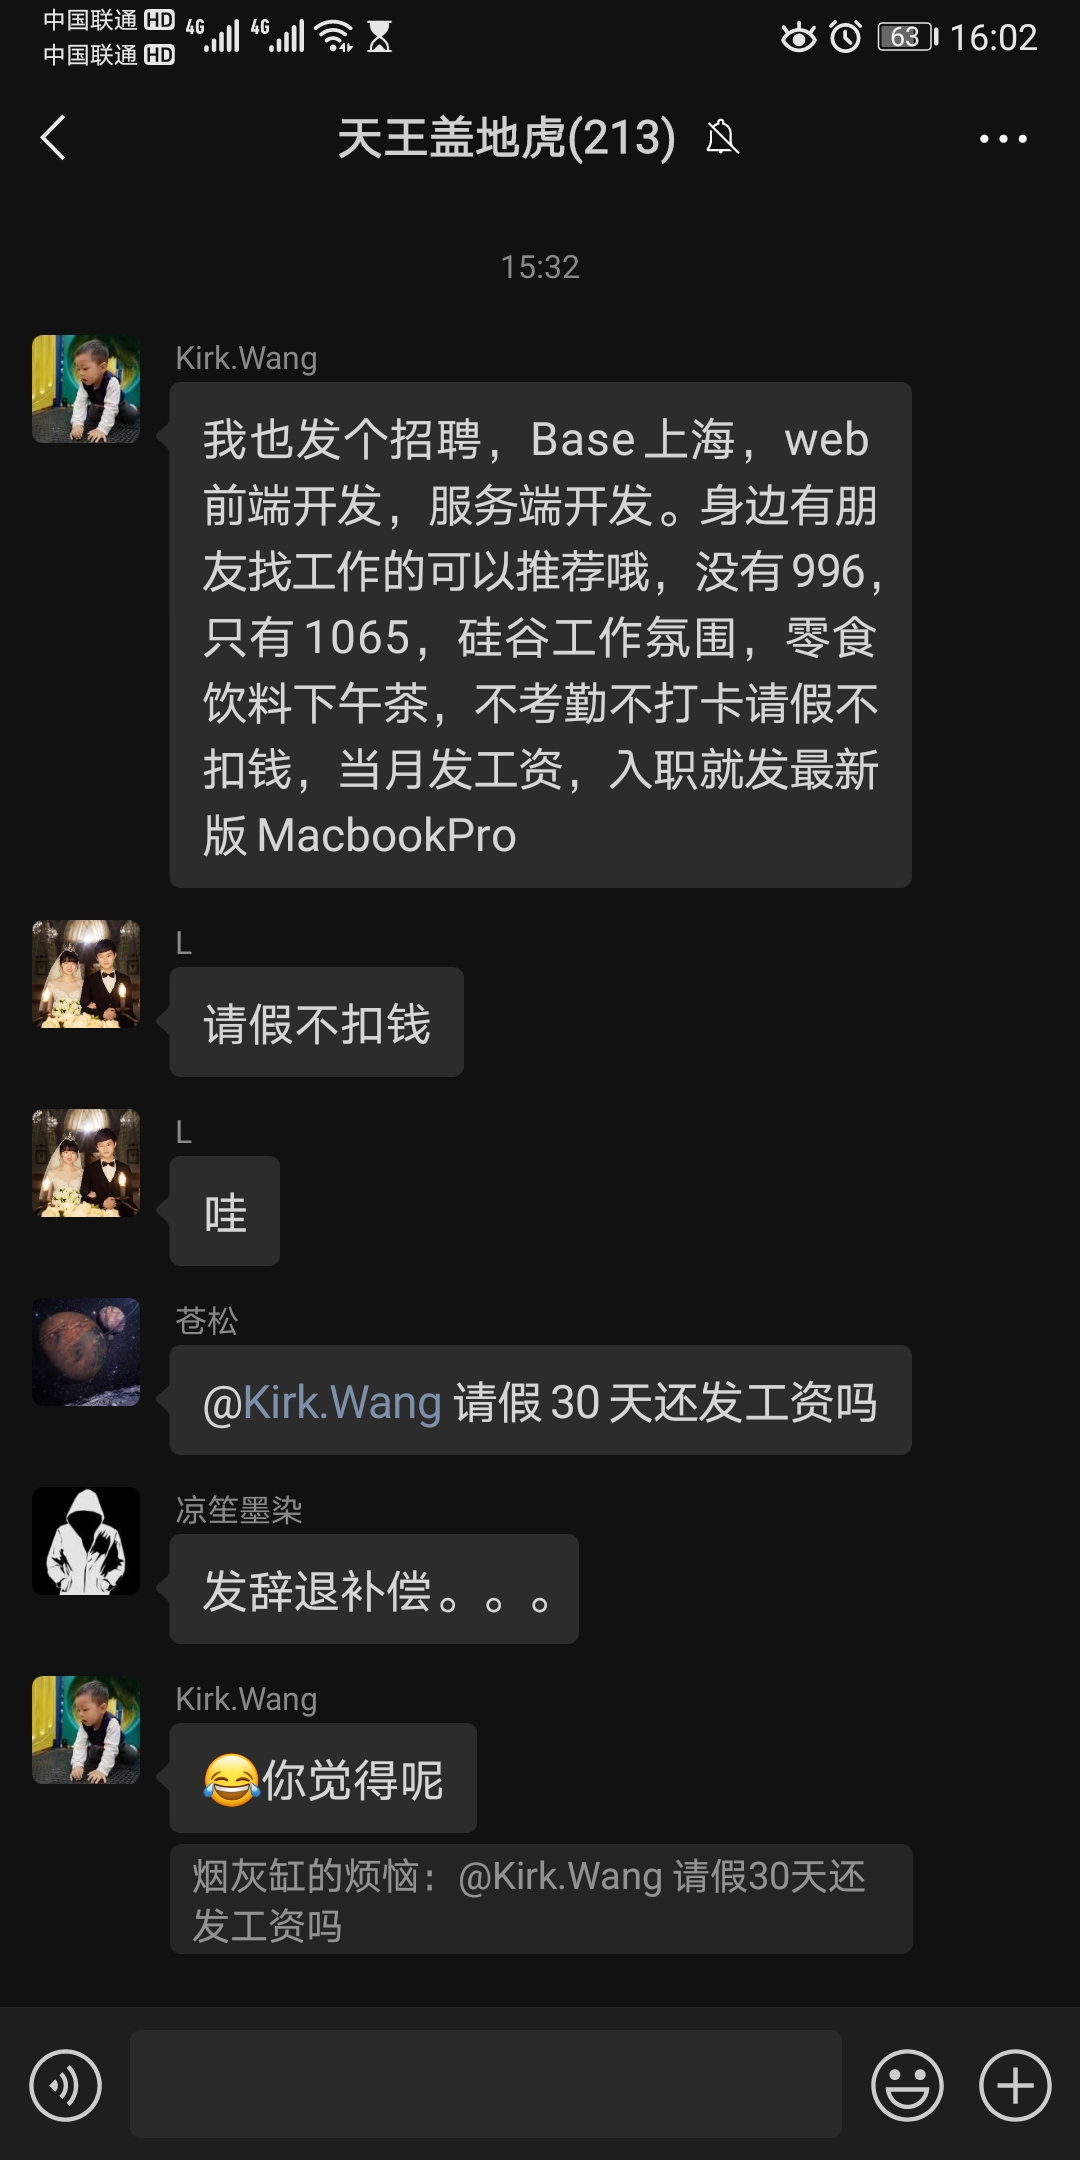 中国联通 HD 4G 4G 63 16:02
中国联通 HD
天王盖地虎(213)
15:32
Kirk.Wang
我也发个招聘，Base上海，web
前端开发，服务端开发。身边有朋
友找工作的可以推荐哦，没有996，
只有1065，硅谷工作氛围，零食
饮料下午茶，不考勤不打卡请假不
扣钱，当月发工资，入职就发最新
版 MacbookPro
L
请假不扣钱
L
哇
苍松
@Kirk.Wang 请假 30 天还发工资吗
凉笙墨染
发辞退补偿。。。
Kirk.Wang
😂你觉得呢
烟灰缸的烦恼：@Kirk.Wang 请假30天还
发工资吗